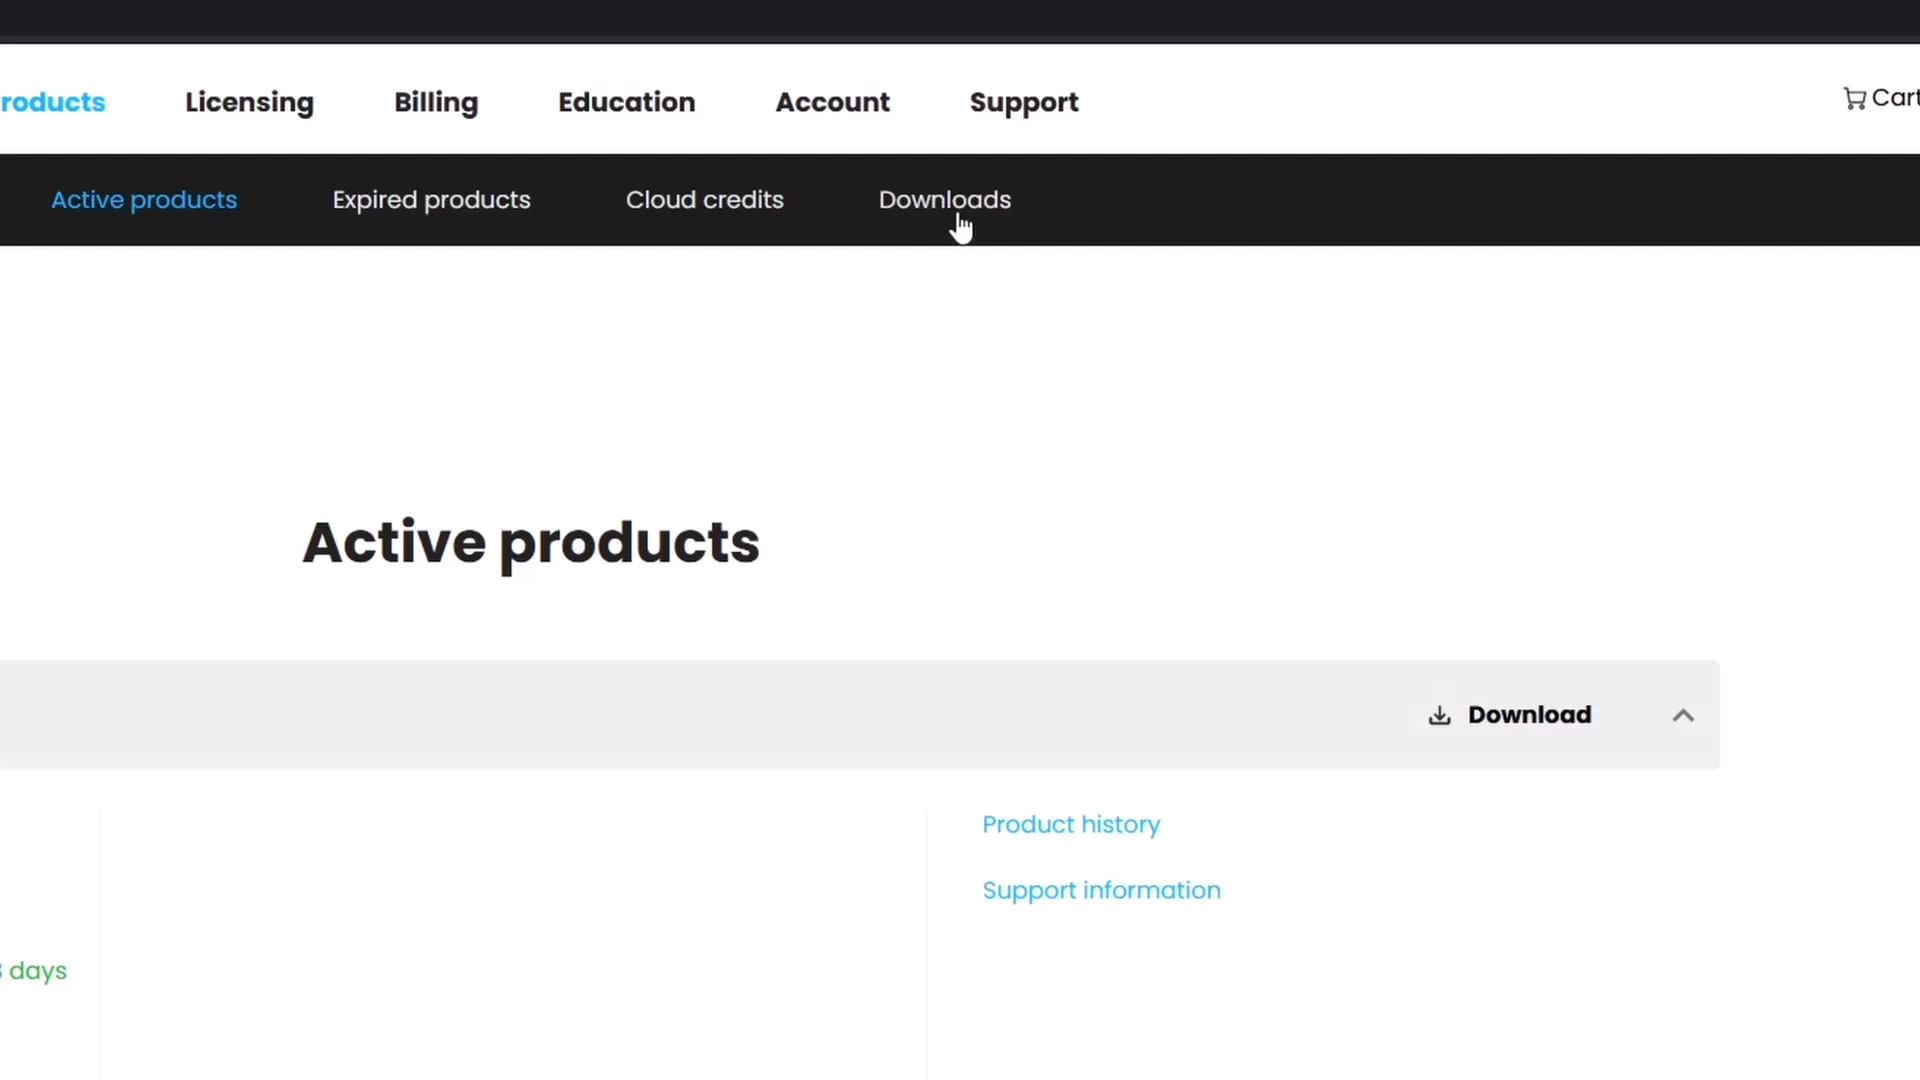 roducts Licensing Billing Education Account Support Cart
Active products Expired products Cloud credits Downloads
Active products
Download
Product history
Support information
days